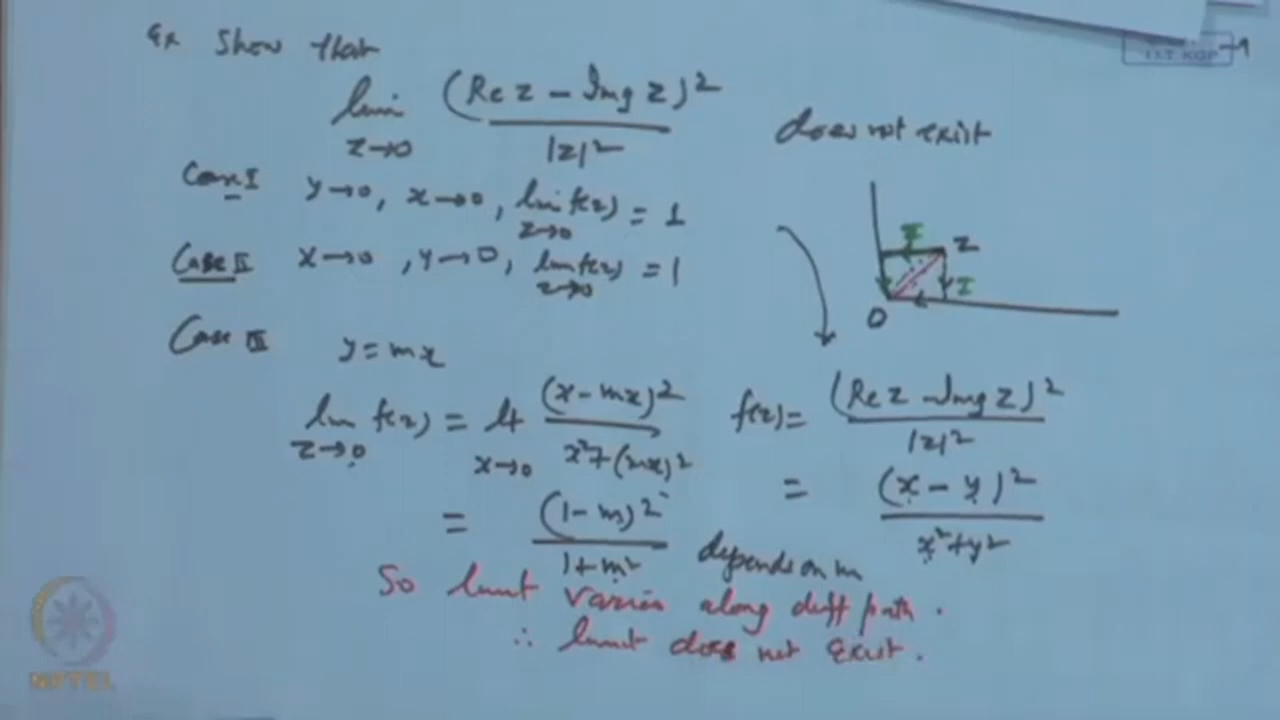 Ex Show that
lim z→0 (Re z − Img z)² / |z|² does not exist
I.I.T. KGP
Case I y→0, x→0, lim z→0 f(z) = 1
Case II x→0, y→0, lim z→0 f(z) = 1
II Z
I
O
Case III y = mx
lim z→0 f(z) = lt x→0 (x − mx)² / x² + (mx)²
= (1 − m)² / 1 + m² depends on m
f(z) = (Re z − Img z)² / |z|²
= (x − y)² / x² + y²
So limit varies along diff path.
∴ limit does not exist.
NPTEL